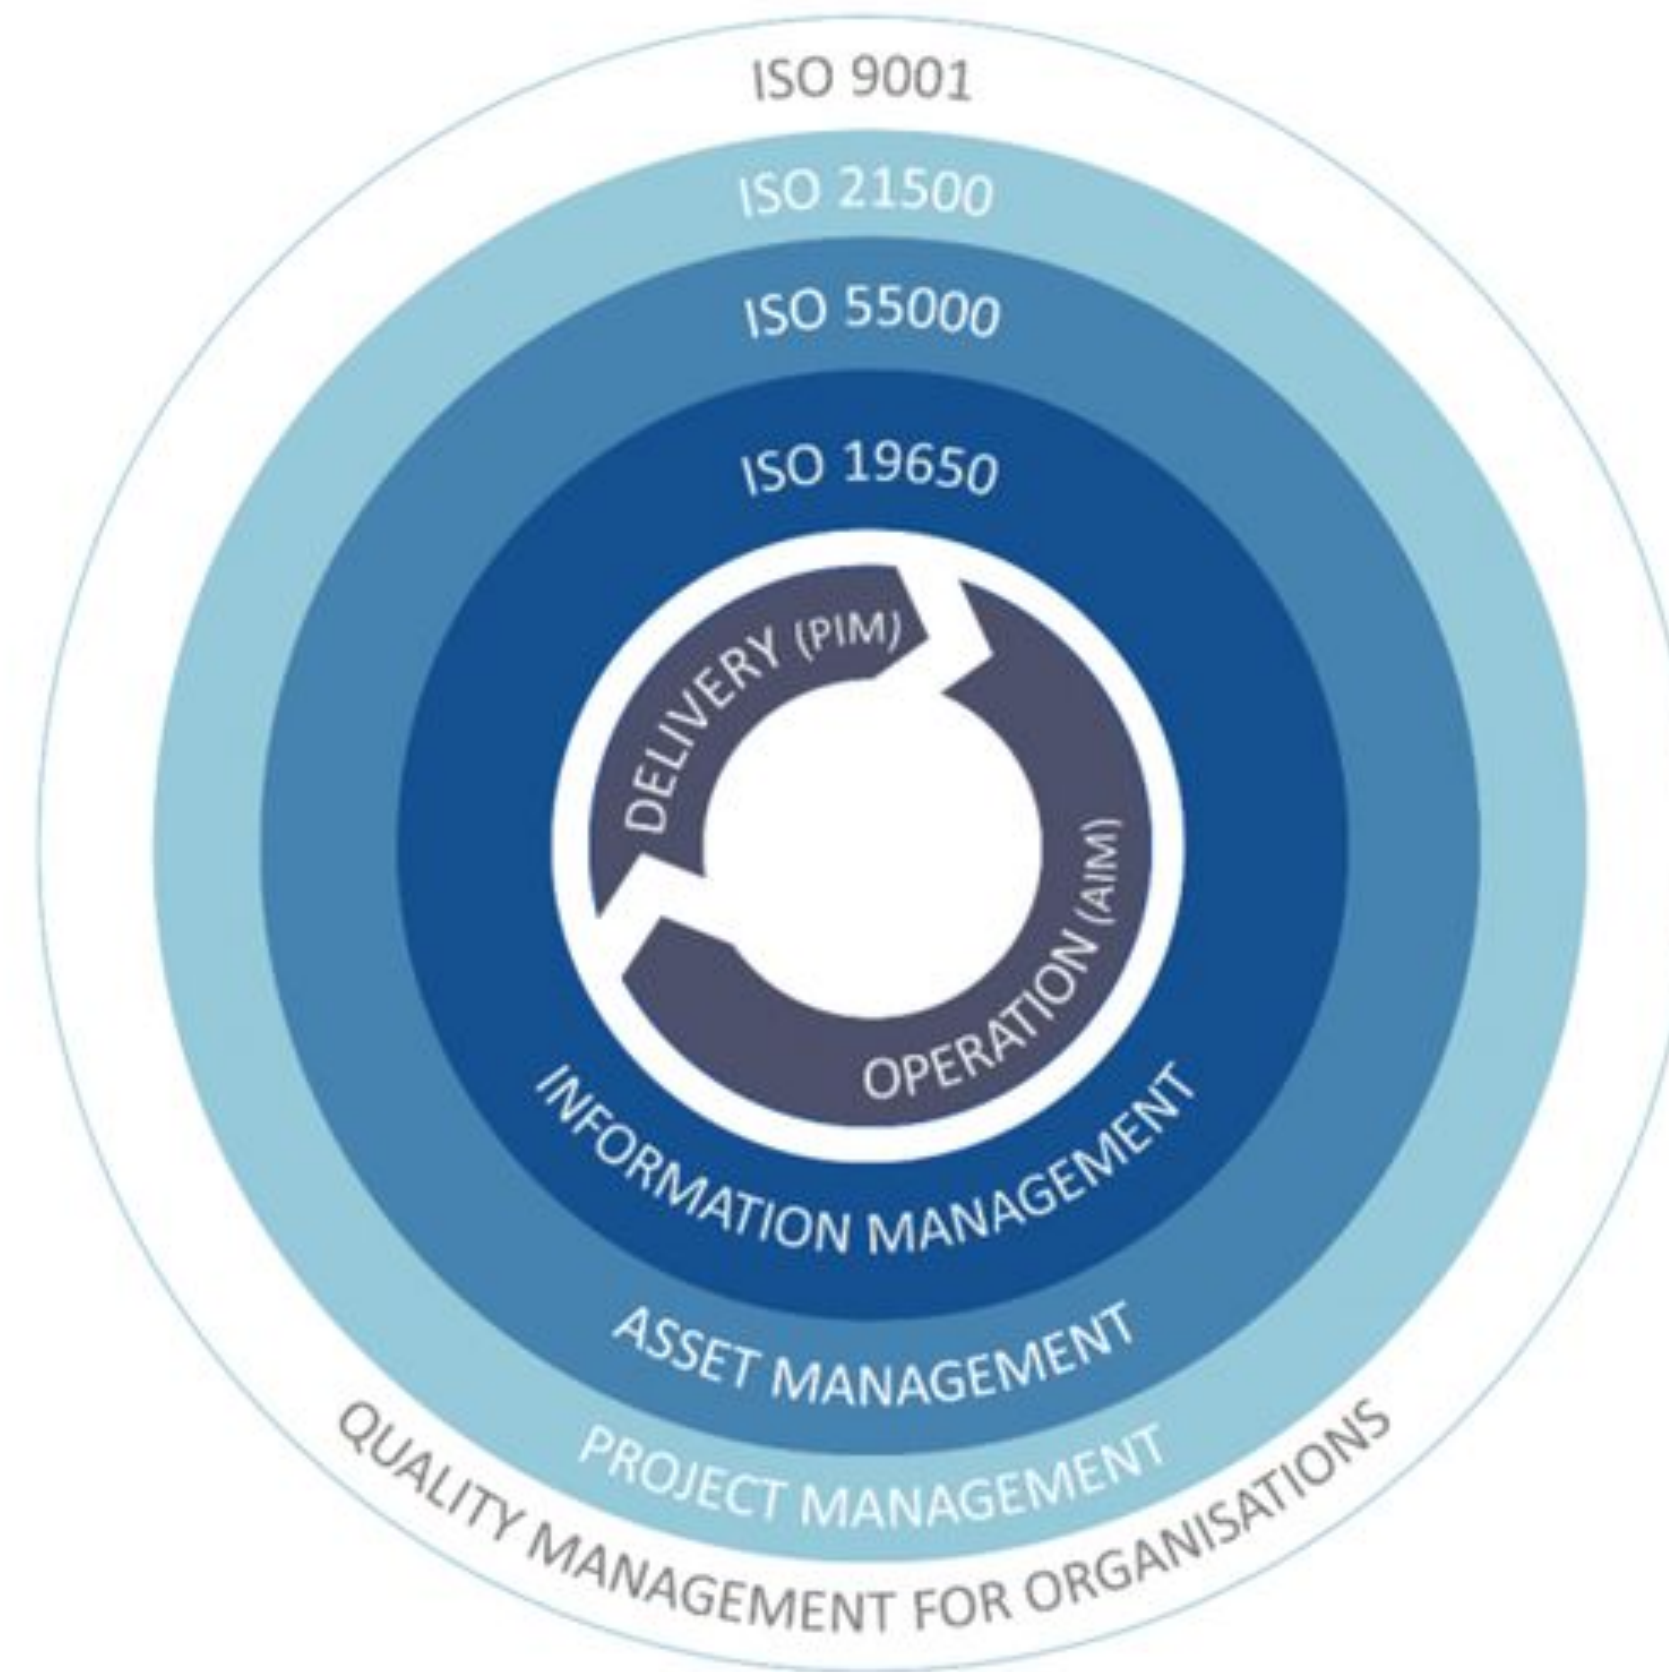 ISO 9001
ISO 21500
ISO 55000
ISO 19650
DELIVERY (PIM)
OPERATION (AIM)
INFORMATION MANAGEMENT
ASSET MANAGEMENT
PROJECT MANAGEMENT
QUALITY MANAGEMENT FOR ORGANISATIONS